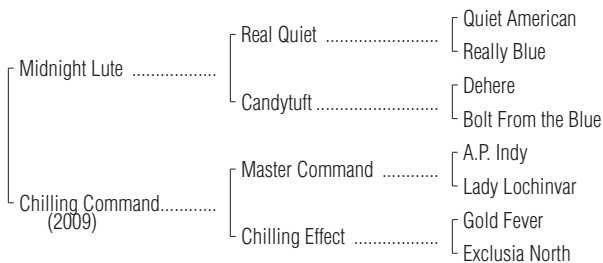 Quiet American
Real Quiet ........................
Really Blue
Midnight Lute ..................
Dehere
Candytuft ..........................
Bolt From the Blue
A.P. Indy
Master Command ............
Lady Lochinvar
Chilling Command............
(2009)
Gold Fever
Chilling Effect ..................
Exclusia North